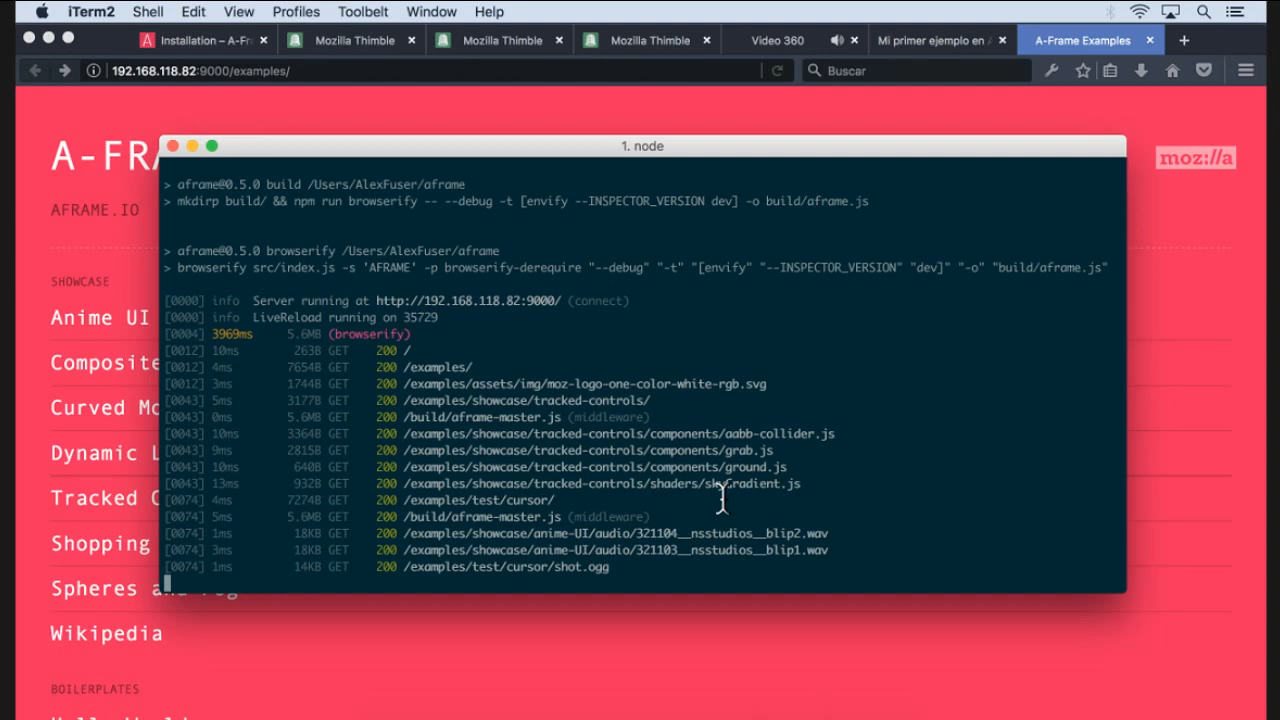 iTerm2 Shell Edit View Profiles Toolbelt Window Help
Installation – A-Fr
Mozilla Thimble
Mozilla Thimble
Mozilla Thimble
Video 360
Mi primer ejemplo en A
A-Frame Examples
192.168.118.82:9000/examples/
Buscar
A-FRA
moz://a
AFRAME.IO
SHOWCASE
Anime UI
Composite
Curved Mo
Dynamic L
Tracked C
Shopping
Spheres and Fog
Wikipedia
BOILERPLATES
Hello World
1. node
> aframe@0.5.0 build /Users/AlexFuser/aframe
> mkdirp build/ && npm run browserify -- --debug -t [envify --INSPECTOR_VERSION dev] -o build/aframe.js
> aframe@0.5.0 browserify /Users/AlexFuser/aframe
> browserify src/index.js -s 'AFRAME' -p browserify-derequire "--debug" "-t" "[envify" "--INSPECTOR_VERSION" "dev]" "-o" "build/aframe.js"
[0000] info Server running at http://192.168.118.82:9000/ (connect)
[0000] info LiveReload running on 35729
[0004] 3969ms 5.6MB (browserify)
[0012] 10ms 263B GET 200 /
[0012] 4ms 7654B GET 200 /examples/
[0012] 3ms 1744B GET 200 /examples/assets/img/moz-logo-one-color-white-rgb.svg
[0043] 5ms 3177B GET 200 /examples/showcase/tracked-controls/
[0043] 0ms 5.6MB GET 200 /build/aframe-master.js (middleware)
[0043] 10ms 3364B GET 200 /examples/showcase/tracked-controls/components/aabb-collider.js
[0043] 9ms 2815B GET 200 /examples/showcase/tracked-controls/components/grab.js
[0043] 10ms 640B GET 200 /examples/showcase/tracked-controls/components/ground.js
[0043] 13ms 932B GET 200 /examples/showcase/tracked-controls/shaders/skyGradient.js
[0074] 4ms 7274B GET 200 /examples/test/cursor/
[0074] 5ms 5.6MB GET 200 /build/aframe-master.js (middleware)
[0074] 1ms 18KB GET 200 /examples/showcase/anime-UI/audio/321104__nsstudios__blip2.wav
[0074] 3ms 18KB GET 200 /examples/showcase/anime-UI/audio/321103__nsstudios__blip1.wav
[0074] 1ms 14KB GET 200 /examples/test/cursor/shot.ogg